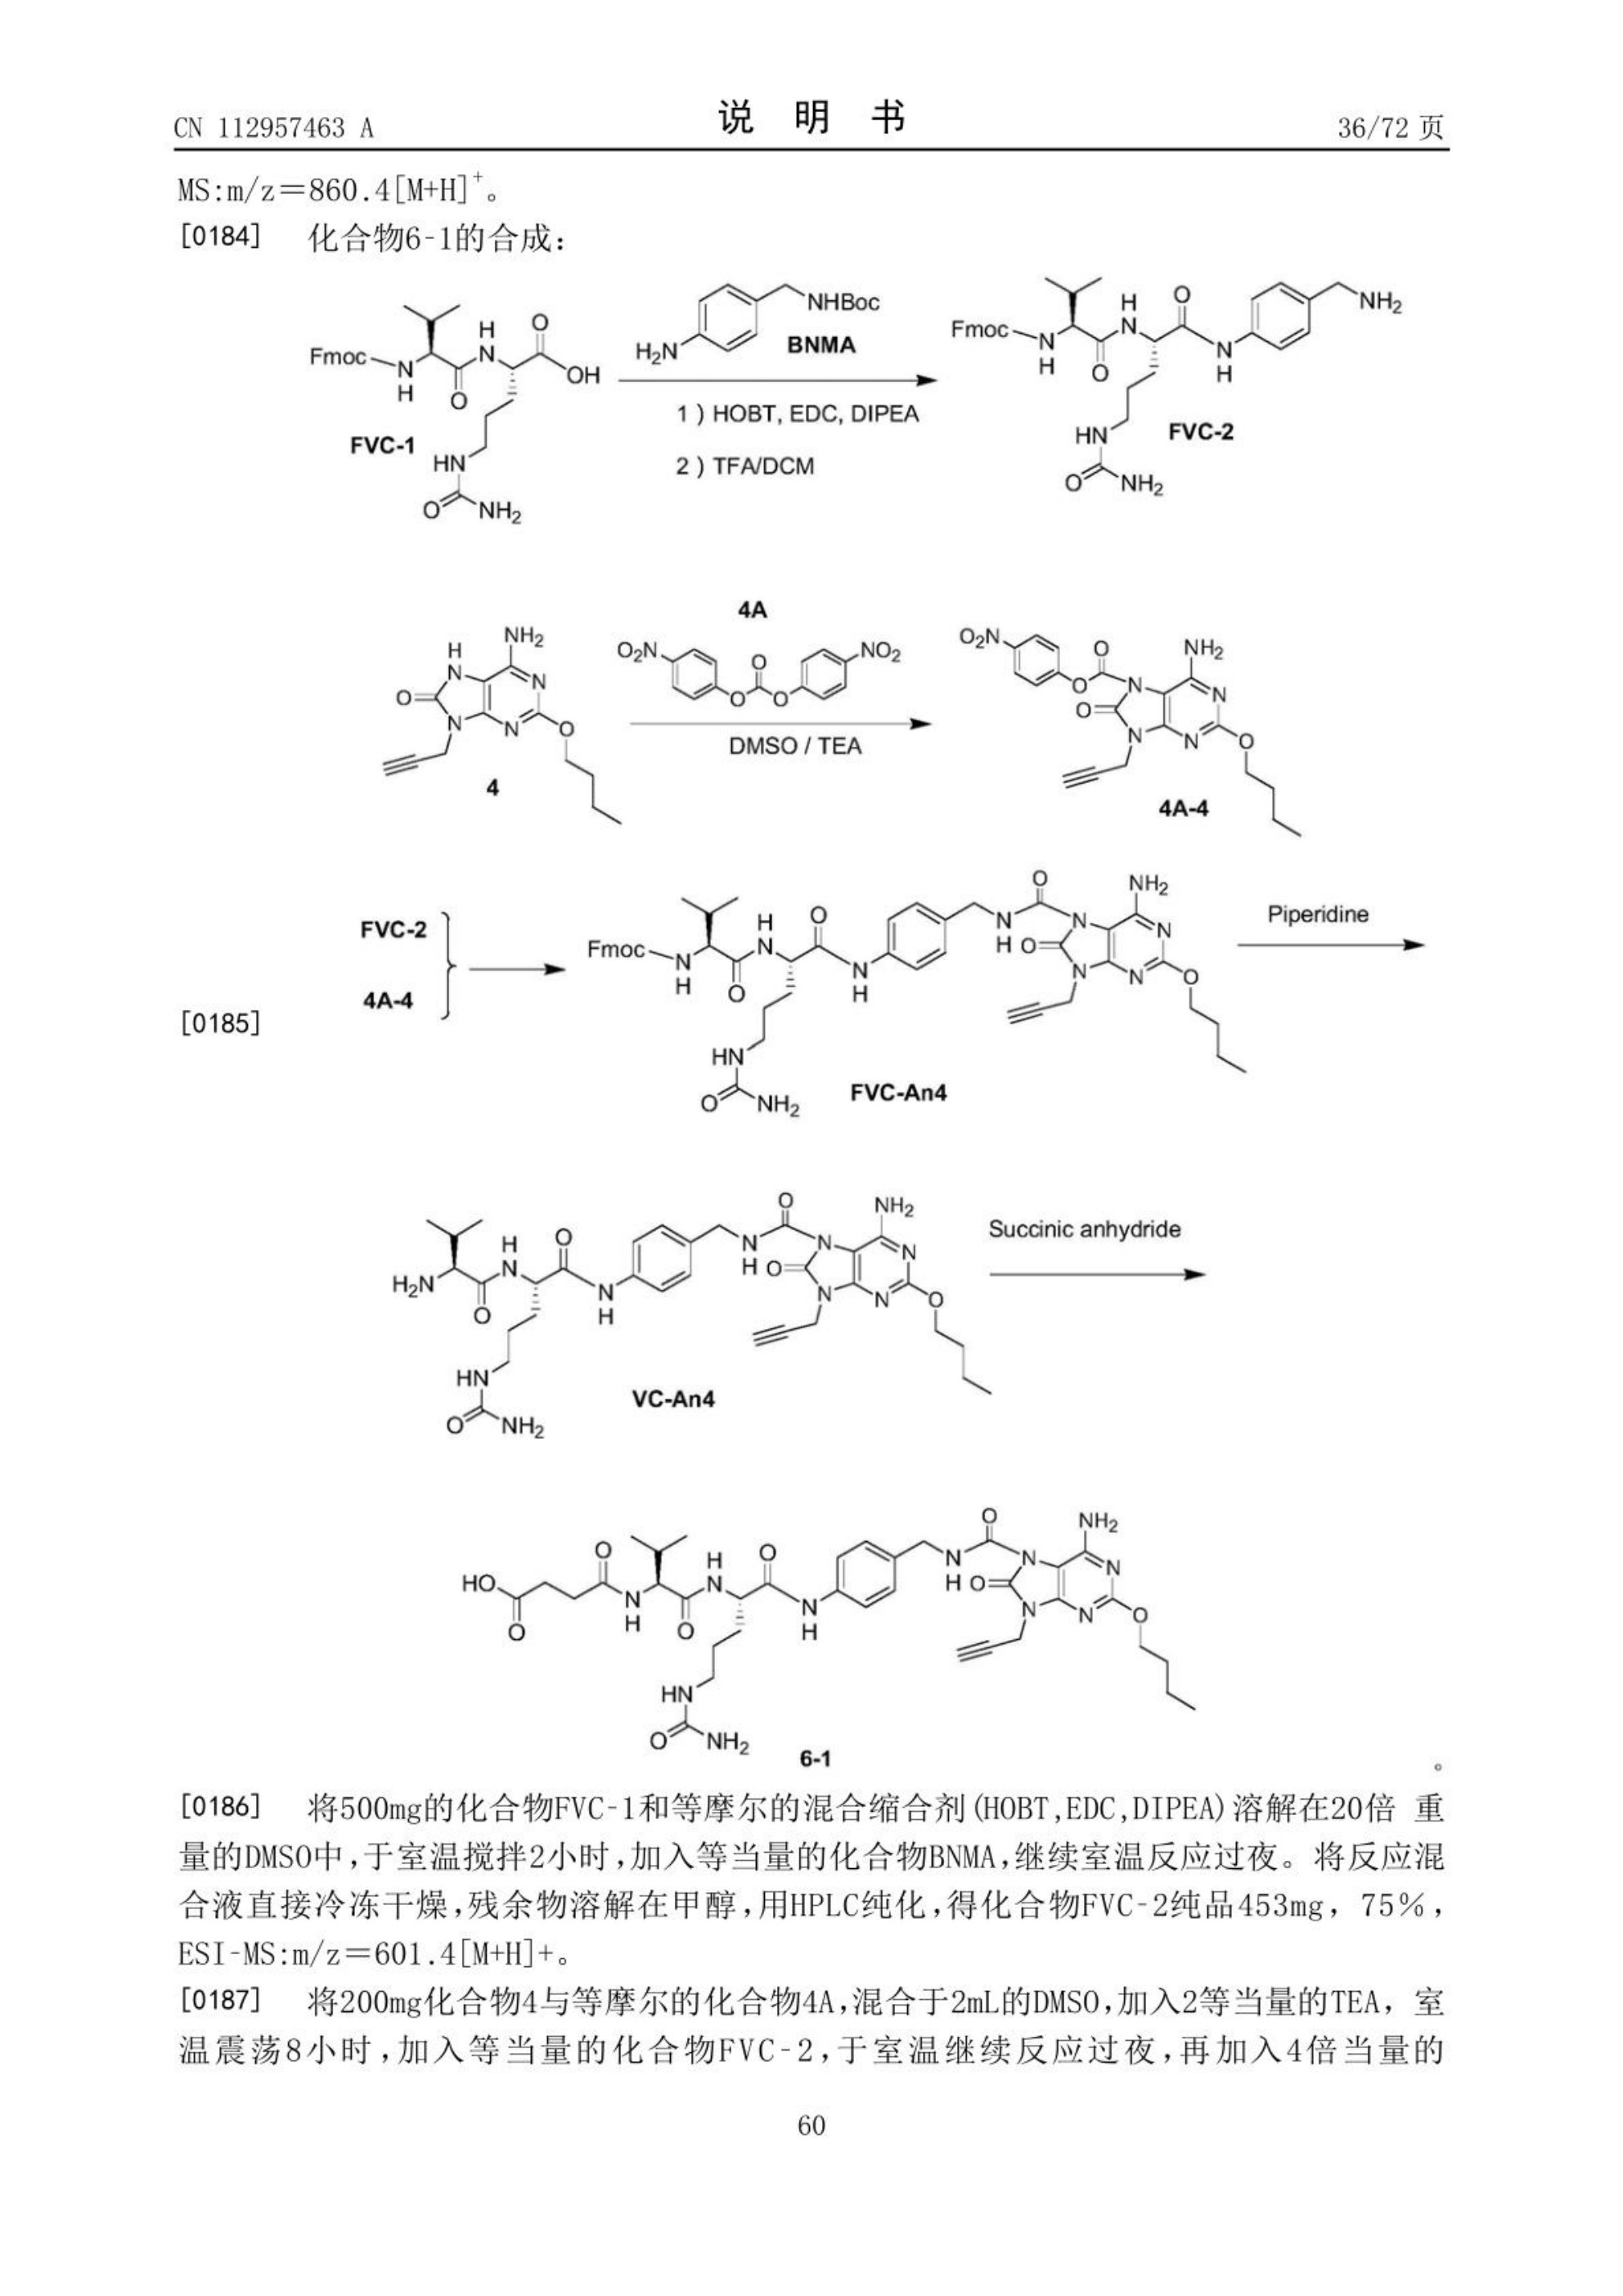 CN 112957463 A
说 明 书
36/72 页
MS:m/z=860.4[M+H]⁺。
[0184] 化合物6-1的合成：
NHBoc
H₂N
BNMA
1）HOBT, EDC, DIPEA
2）TFA/DCM
Fmoc
N
H
O
H
N
O
OH
HN
O
NH₂
FVC-1
Fmoc
N
H
O
H
N
O
N
H
NH₂
HN
O
NH₂
FVC-2
4A
O₂N
O
O
O
NO₂
DMSO / TEA
H
N
NH₂
N
O
N
N
O
4
O₂N
O
O
N
NH₂
N
O
N
N
O
4A-4
FVC-2
4A-4
Fmoc
N
H
O
H
N
O
N
H
N
H
O
N
NH₂
N
O
N
N
O
HN
O
NH₂
FVC-An4
Piperidine
[0185]
H₂N
O
H
N
O
N
H
N
H
O
N
NH₂
N
O
N
N
O
HN
O
NH₂
VC-An4
Succinic anhydride
HO
O
O
N
H
O
H
N
O
N
H
N
H
O
N
NH₂
N
O
N
N
O
HN
O
NH₂
6-1
。
[0186] 将500mg的化合物FVC-1和等摩尔的混合缩合剂(HOBT,EDC,DIPEA)溶解在20倍 重
量的DMSO中,于室温搅拌2小时,加入等当量的化合物BNMA,继续室温反应过夜。将反应混
合液直接冷冻干燥,残余物溶解在甲醇,用HPLC纯化,得化合物FVC-2纯品453mg, 75%,
ESI-MS:m/z=601.4[M+H]+。
[0187] 将200mg化合物4与等摩尔的化合物4A,混合于2mL的DMSO,加入2等当量的TEA, 室
温震荡8小时,加入等当量的化合物FVC-2,于室温继续反应过夜,再加入4倍当量的
60